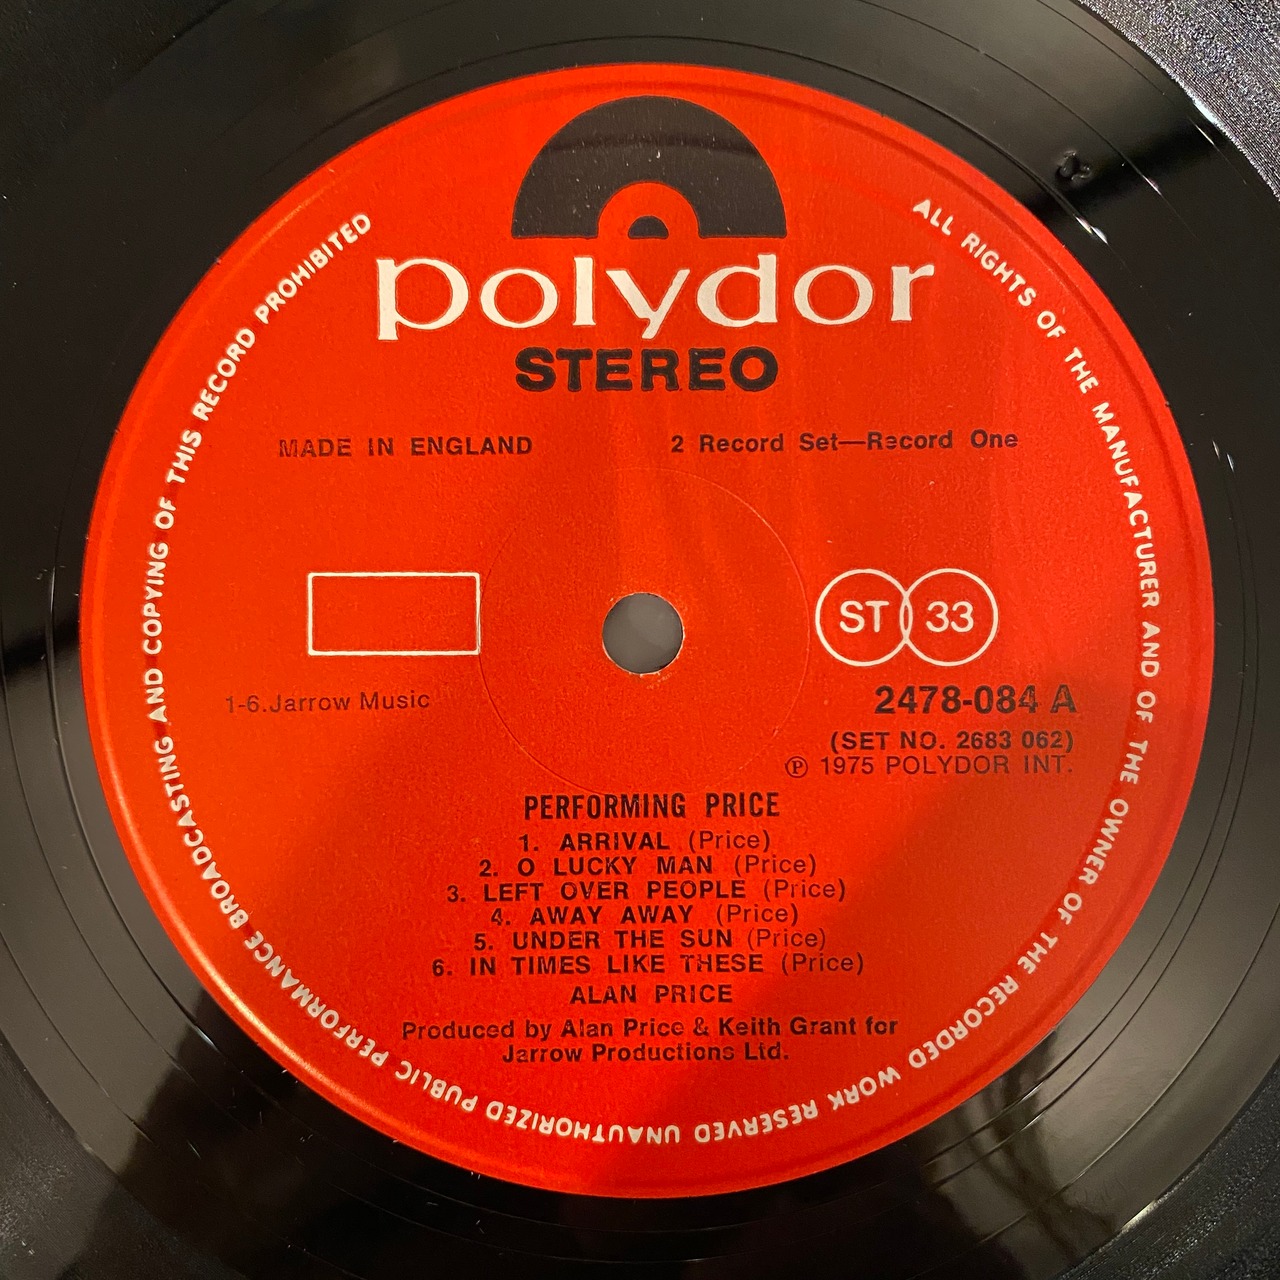 polydor
STEREO
MADE IN ENGLAND
2 Record Set—Record One
ST 33
1-6.Jarrow Music
2478-084 A
(SET NO. 2683 062)
℗ 1975 POLYDOR INT.
PERFORMING PRICE
1. ARRIVAL (Price)
2. O LUCKY MAN (Price)
3. LEFT OVER PEOPLE (Price)
4. AWAY AWAY (Price)
5. UNDER THE SUN (Price)
6. IN TIMES LIKE THESE (Price)
ALAN PRICE
Produced by Alan Price & Keith Grant for
Jarrow Productions Ltd.
ALL RIGHTS OF THE MANUFACTURER AND OF THE OWNER OF THE RECORDED WORK RESERVED UNAUTHORIZED PUBLIC PERFORMANCE BROADCASTING AND COPYING OF THIS RECORD PROHIBITED